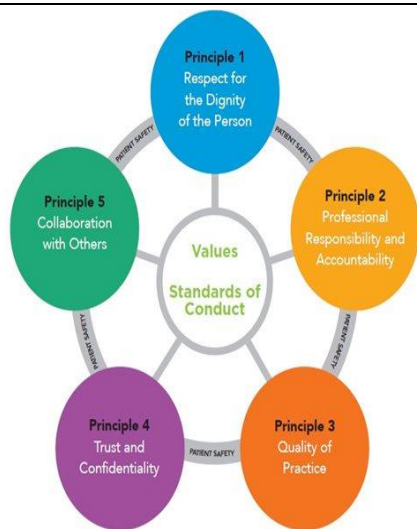 Principle 1
Respect for
the Dignity
of the Person
PATIENT SAFETY
PATIENT SAFETY
Principle 5
Collaboration
with Others
Principle 2
Professional
Responsibility and
Accountability
Values
Standards of
Conduct
PATIENT SAFETY
PATIENT SAFETY
Principle 4
Trust and
Confidentiality
PATIENT SAFETY
Principle 3
Quality of
Practice